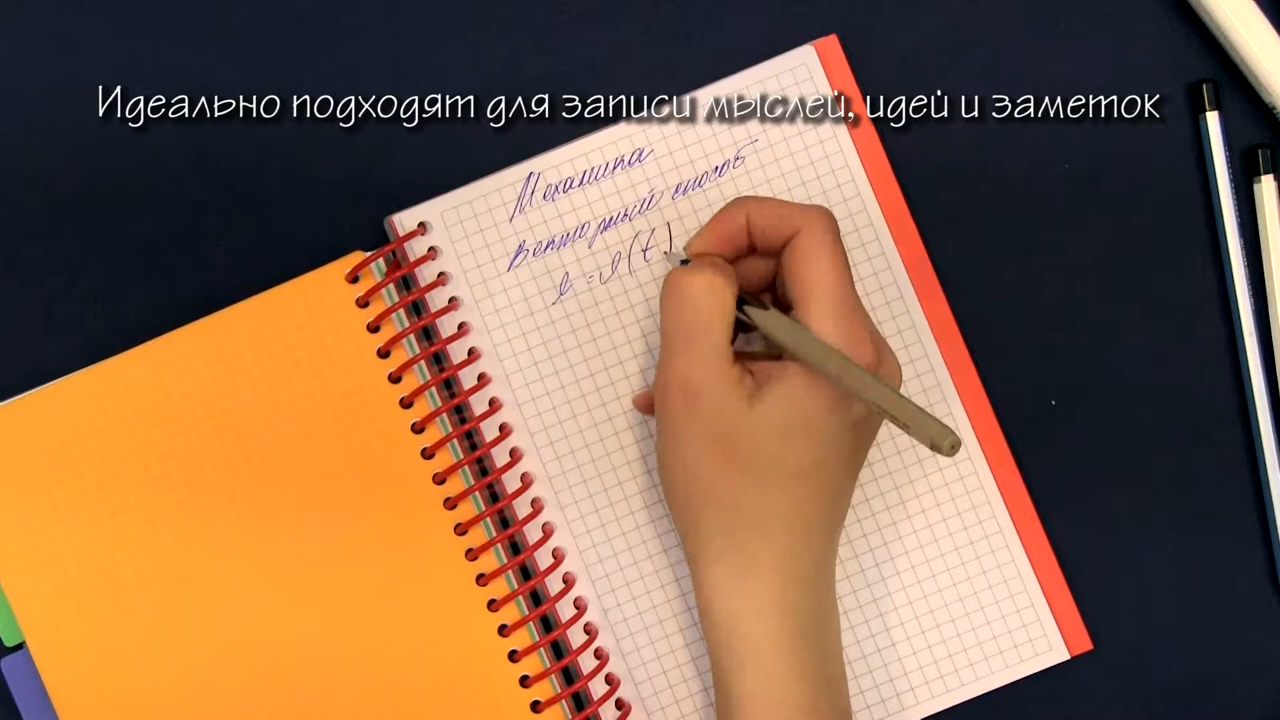 Идеально подходят для записи мыслей, идей и заметок
Механика
Векторный способ
r = r(t)